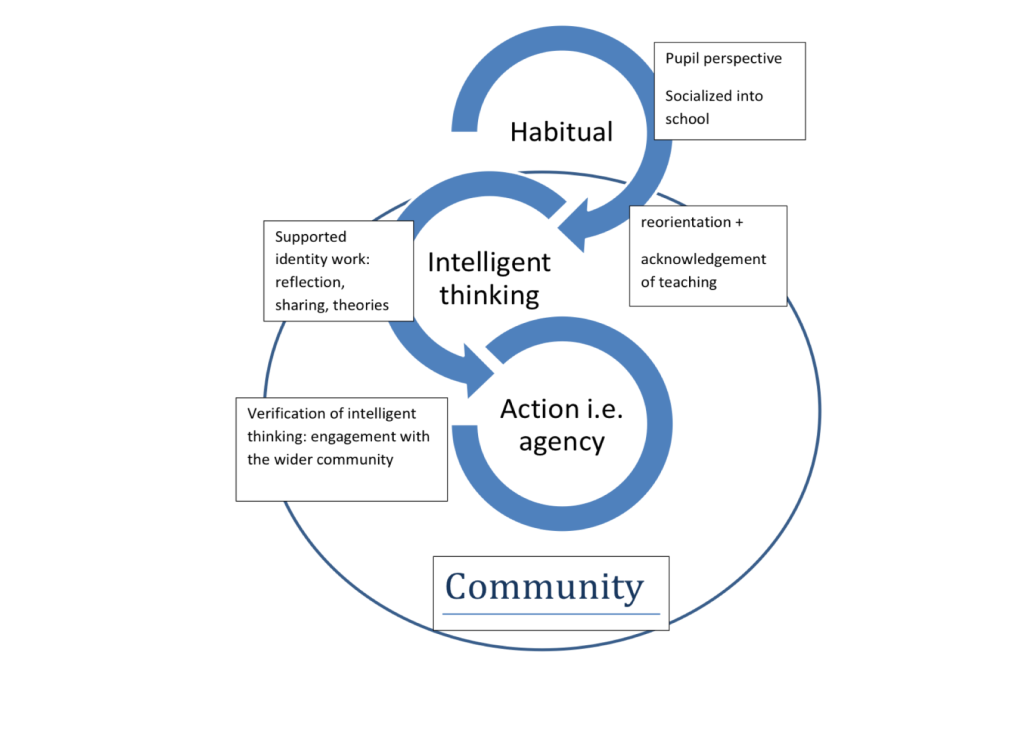 Pupil perspective
Socialized into
school
Habitual
reorientation +
acknowledgement
of teaching
Supported
identity work:
reflection,
sharing, theories
Intelligent
thinking
Verification of intelligent
thinking: engagement with
the wider community
Action i.e.
agency
Community